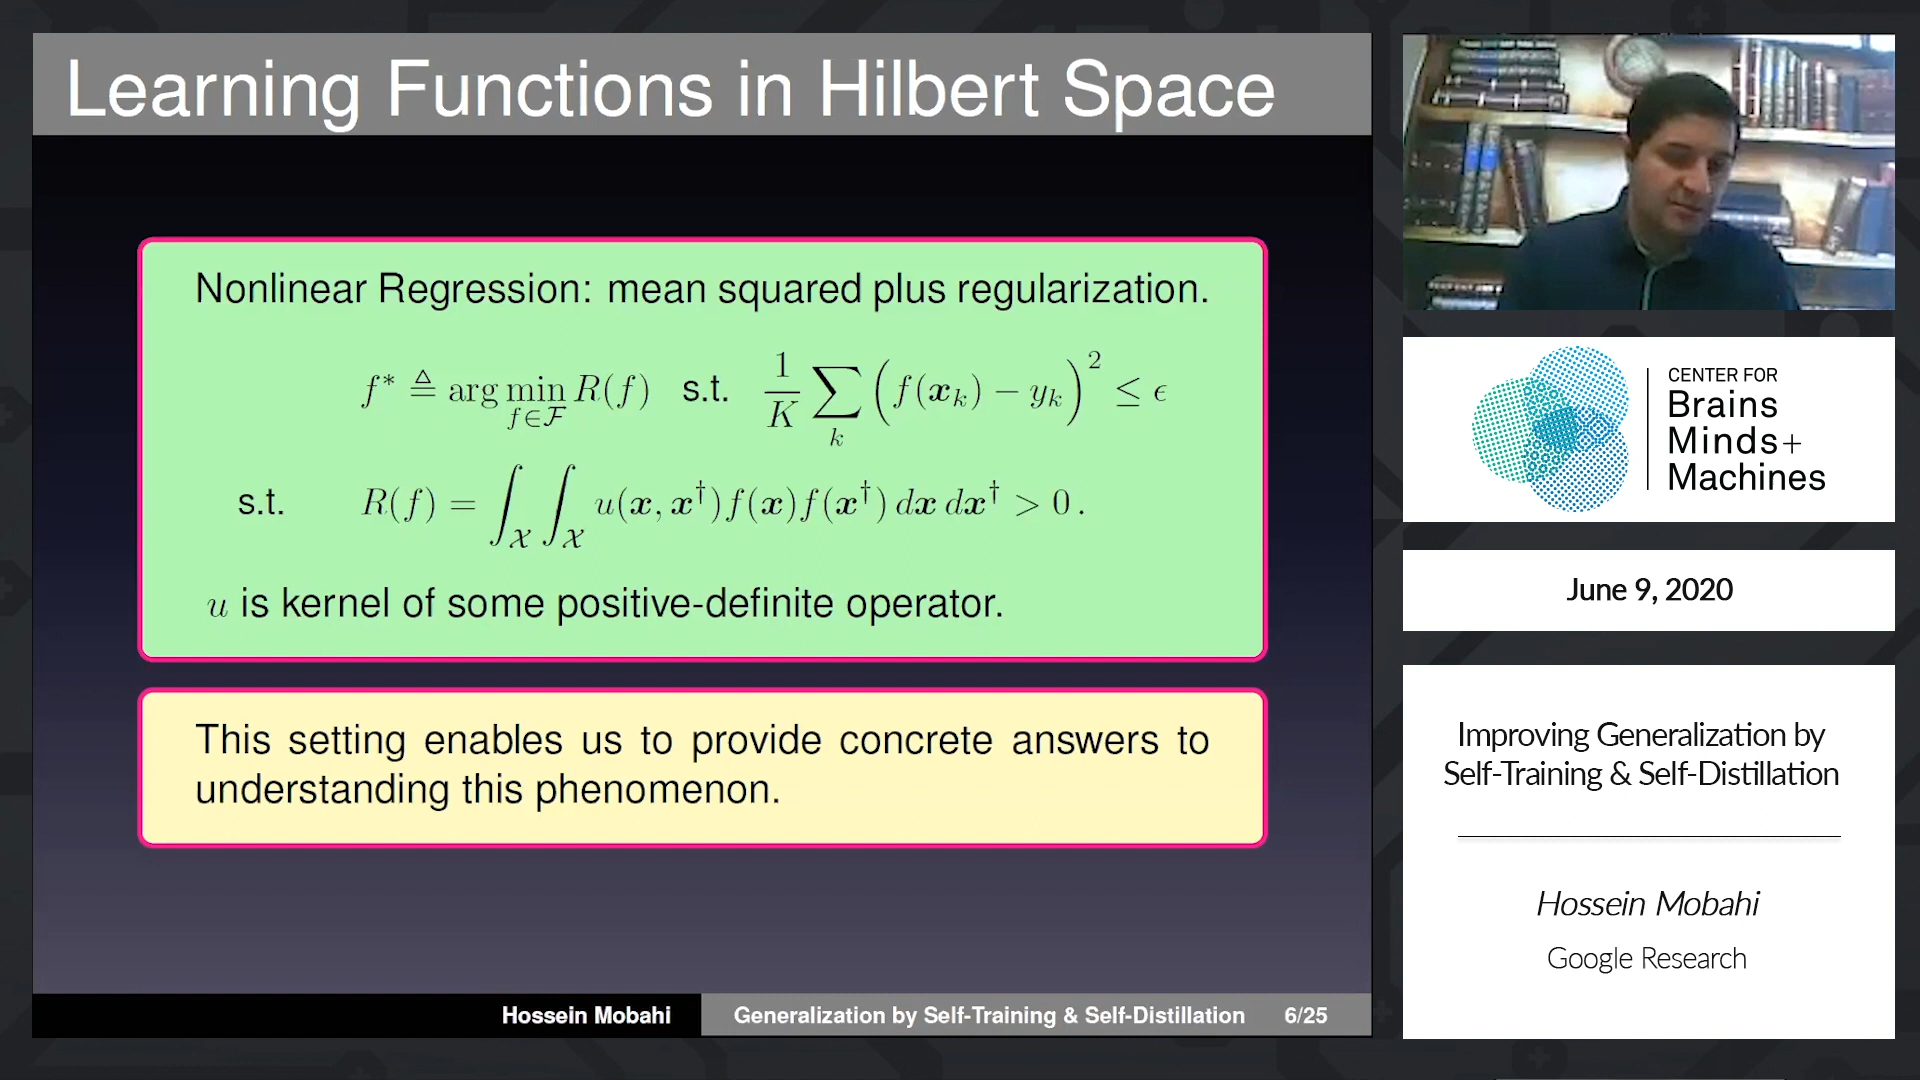 Learning Functions in Hilbert Space
Nonlinear Regression: mean squared plus regularization.
f* ≜ arg min_{f∈ℱ} R(f) s.t. 1/K ∑_k (f(𝒙_k) − y_k)² ≤ ϵ
s.t. R(f) = ∫_𝒳 ∫_𝒳 u(𝒙, 𝒙†) f(𝒙) f(𝒙†) d𝒙 d𝒙† > 0 .
u is kernel of some positive-definite operator.
This setting enables us to provide concrete answers to
understanding this phenomenon.
Hossein Mobahi
Generalization by Self-Training & Self-Distillation 6/25
CENTER FOR
Brains
Minds+
Machines
June 9, 2020
Improving Generalization by
Self-Training & Self-Distillation
Hossein Mobahi
Google Research